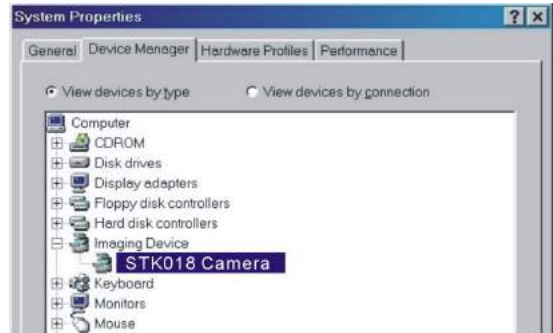 System Properties
General Device Manager Hardware Profiles Performance
View devices by type View devices by connection
Computer
CDROM
Disk drives
Display adapters
Floppy disk controllers
Hard disk controllers
Imaging Device
STK018 Camera
Keyboard
Monitors
Mouse